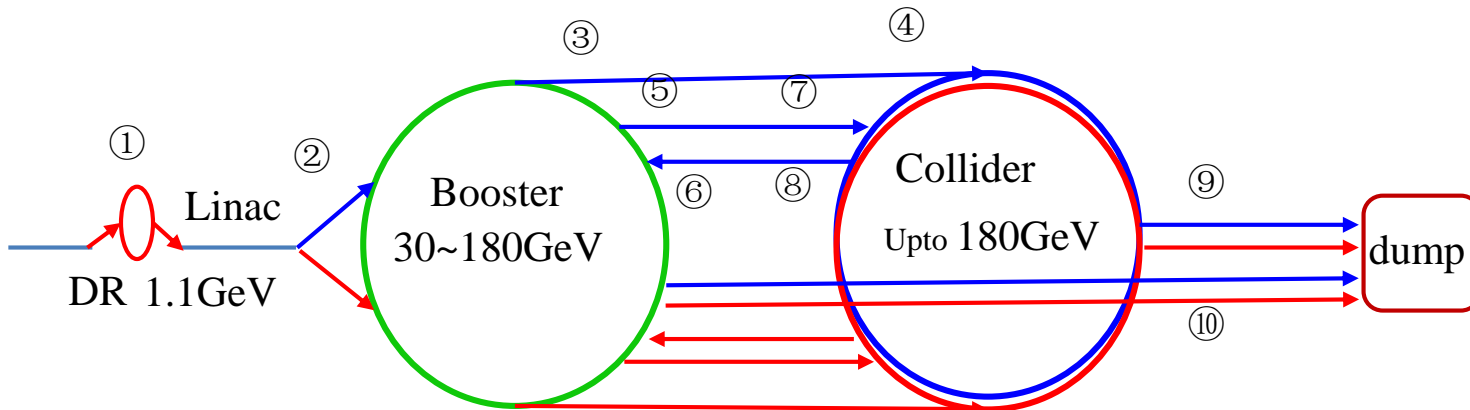 ③
④
⑤
⑦
①
②
Linac
DR 1.1GeV
Booster
30~180GeV
⑥
⑧
Collider
Upto 180GeV
⑨
dump
⑩